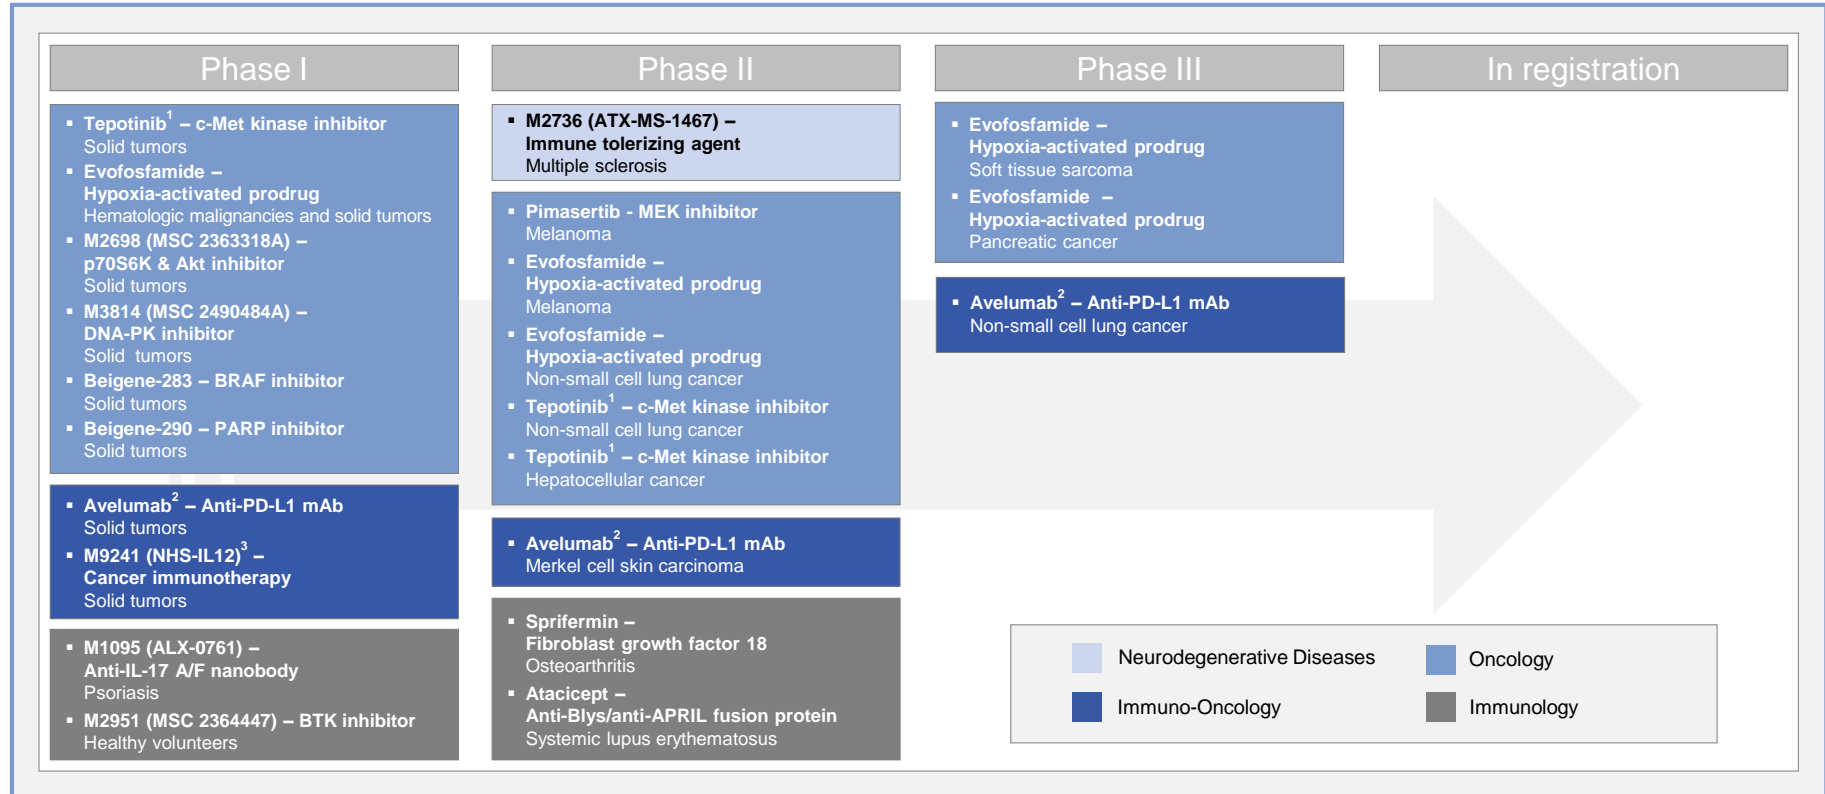 Phase I
▪ Tepotinib¹ – c-Met kinase inhibitor
Solid tumors
▪ Evofosfamide –
Hypoxia-activated prodrug
Hematologic malignancies and solid tumors
▪ M2698 (MSC 2363318A) –
p70S6K & Akt inhibitor
Solid tumors
▪ M3814 (MSC 2490484A) –
DNA-PK inhibitor
Solid tumors
▪ Beigene-283 – BRAF inhibitor
Solid tumors
▪ Beigene-290 – PARP inhibitor
Solid tumors
▪ Avelumab² – Anti-PD-L1 mAb
Solid tumors
▪ M9241 (NHS-IL12)³ –
Cancer immunotherapy
Solid tumors
▪ M1095 (ALX-0761) –
Anti-IL-17 A/F nanobody
Psoriasis
▪ M2951 (MSC 2364447) – BTK inhibitor
Healthy volunteers
Phase II
▪ M2736 (ATX-MS-1467) –
Immune tolerizing agent
Multiple sclerosis
▪ Pimasertib - MEK inhibitor
Melanoma
▪ Evofosfamide –
Hypoxia-activated prodrug
Melanoma
▪ Evofosfamide –
Hypoxia-activated prodrug
Non-small cell lung cancer
▪ Tepotinib¹ – c-Met kinase inhibitor
Non-small cell lung cancer
▪ Tepotinib¹ – c-Met kinase inhibitor
Hepatocellular cancer
▪ Avelumab² – Anti-PD-L1 mAb
Merkel cell skin carcinoma
▪ Sprifermin –
Fibroblast growth factor 18
Osteoarthritis
▪ Atacicept –
Anti-Blys/anti-APRIL fusion protein
Systemic lupus erythematosus
Phase III
▪ Evofosfamide –
Hypoxia-activated prodrug
Soft tissue sarcoma
▪ Evofosfamide –
Hypoxia-activated prodrug
Pancreatic cancer
▪ Avelumab² – Anti-PD-L1 mAb
Non-small cell lung cancer
In registration
Neurodegenerative Diseases
Oncology
Immuno-Oncology
Immunology